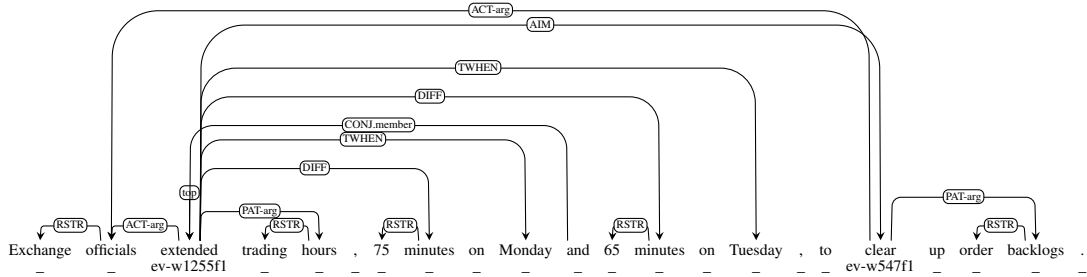 ACT-arg
AIM
TWHEN
DIFF
CONJ.member
TWHEN
DIFF
top
PAT-arg
PAT-arg
RSTR ACT-arg RSTR RSTR RSTR RSTR
Exchange officials extended trading hours , 75 minutes on Monday and 65 minutes on Tuesday , to clear up order backlogs .
_ _ ev-w1255f1 _ _ _ _ _ _ _ _ _ _ _ _ _ _ ev-w547f1 _ _ _ _